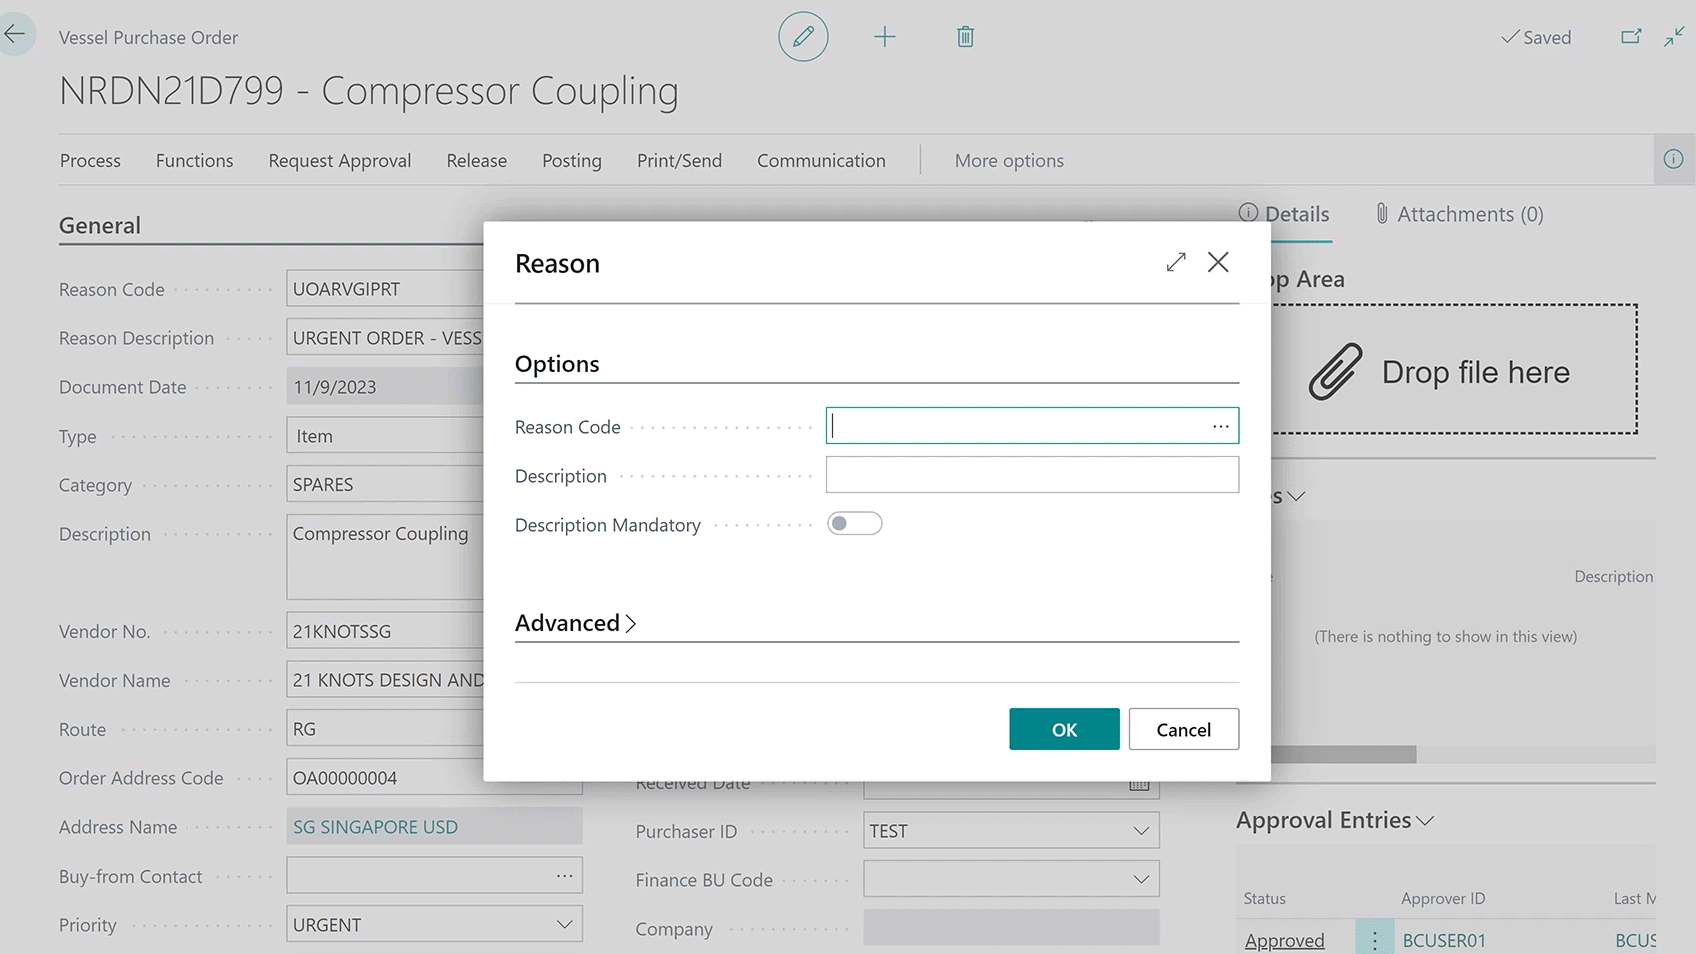 Vessel Purchase Order
Saved
NRDN21D799 - Compressor Coupling
Process Functions Request Approval Release Posting Print/Send Communication More options
General
Details Attachments (0)
Reason Code UOARVGIPRT
Reason Description URGENT ORDER - VESS
Document Date 11/9/2023
Type Item
Category SPARES
Description Compressor Coupling
Vendor No. 21KNOTSSG
Vendor Name 21 KNOTS DESIGN AND
Route RG
Order Address Code OA00000004
Address Name SG SINGAPORE USD
Buy-from Contact ...
Priority URGENT
Reason
Options
Reason Code ...
Description
Description Mandatory
Advanced
OK Cancel
Received Date
Purchaser ID TEST
Finance BU Code
Company
Area
Drop file here
Description
(There is nothing to show in this view)
Approval Entries
Status Approver ID Last M
Approved BCUSER01 BCUS